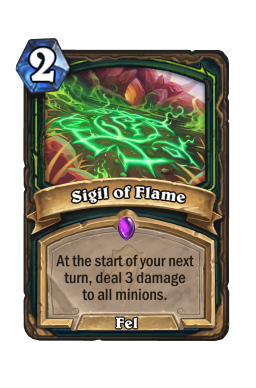 2
Sigil of Flame
At the start of your next
turn, deal 3 damage
to all minions.
Fel